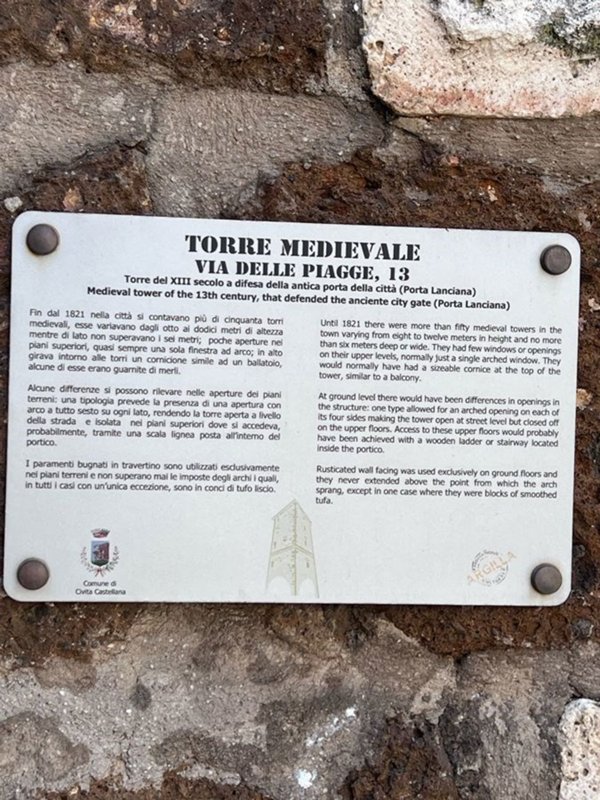 TORRE MEDIEVALE
VIA DELLE PIAGGE, 13
Torre del XIII secolo a difesa della antica porta della città (Porta Lanciana)
Medieval tower of the 13th century, that defended the anciente city gate (Porta Lanciana)
Fin dal 1821 nella città si contavano più di cinquanta torri
medievali, esse variavano dagli otto ai dodici metri di altezza
mentre di lato non superavano i sei metri; poche aperture nei
piani superiori, quasi sempre una sola finestra ad arco; in alto
girava intorno alle torri un cornicione simile ad un ballatoio,
alcune di esse erano guarnite di merli.
Alcune differenze si possono rilevare nelle aperture dei piani
terreni: una tipologia prevede la presenza di una apertura con
arco a tutto sesto su ogni lato, rendendo la torre aperta a livello
della strada e isolata nei piani superiori dove si accedeva,
probabilmente, tramite una scala lignea posta all'interno del
portico.
I paramenti bugnati in travertino sono utilizzati esclusivamente
nei piani terreni e non superano mai le imposte degli archi i quali,
in tutti i casi con un'unica eccezione, sono in conci di tufo liscio.
Until 1821 there were more than fifty medieval towers in the
town varying from eight to twelve meters in height and no more
than six meters deep or wide. They had few windows or openings
on their upper levels, normally just a single arched window. They
would normally have had a sizeable cornice at the top of the
tower, similar to a balcony.
At ground level there would have been differences in openings in
the structure: one type allowed for an arched opening on each of
its four sides making the tower open at street level but closed off
on the upper floors. Access to these upper floors would probably
have been achieved with a wooden ladder or stairway located
inside the portico.
Rusticated wall facing was used exclusively on ground floors and
they never extended above the point from which the arch
sprang, except in one case where they were blocks of smoothed
tufa.
Comune di
Civita Castellana
ARGILLA